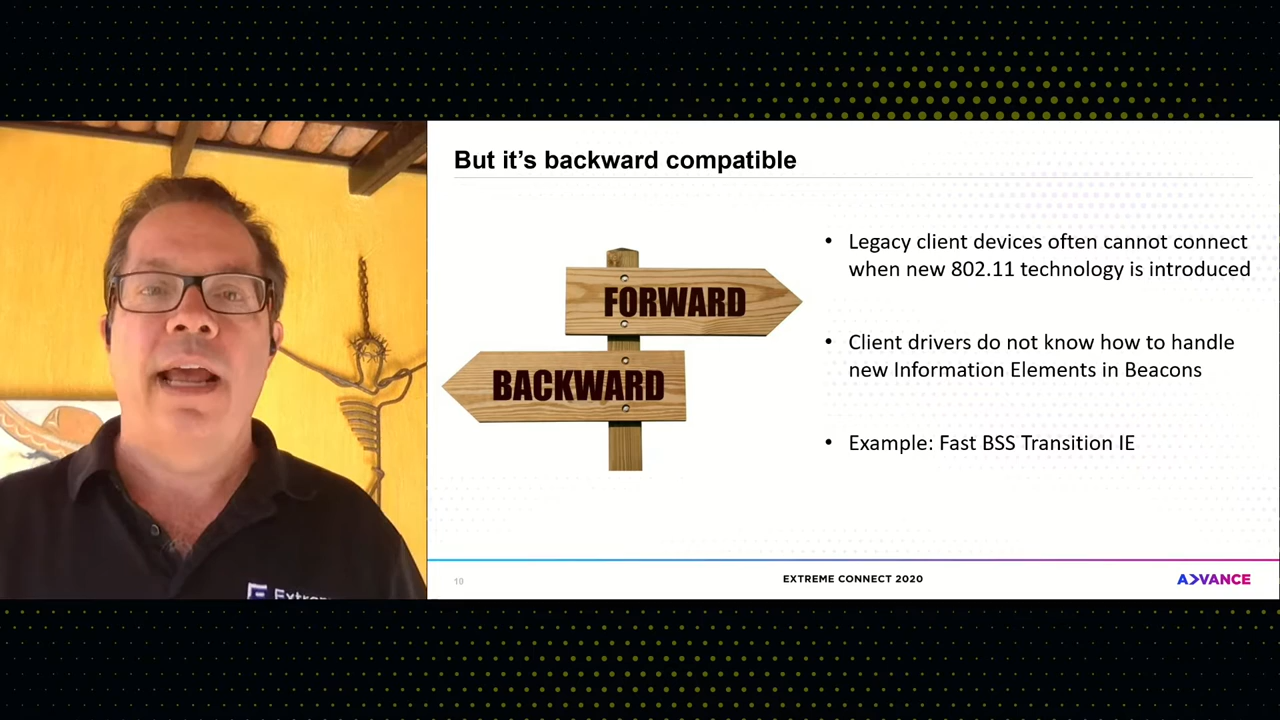 But it's backward compatible
FORWARD
BACKWARD
• Legacy client devices often cannot connect
when new 802.11 technology is introduced
• Client drivers do not know how to handle
new Information Elements in Beacons
• Example: Fast BSS Transition IE
10
EXTREME CONNECT 2020
ADVANCE